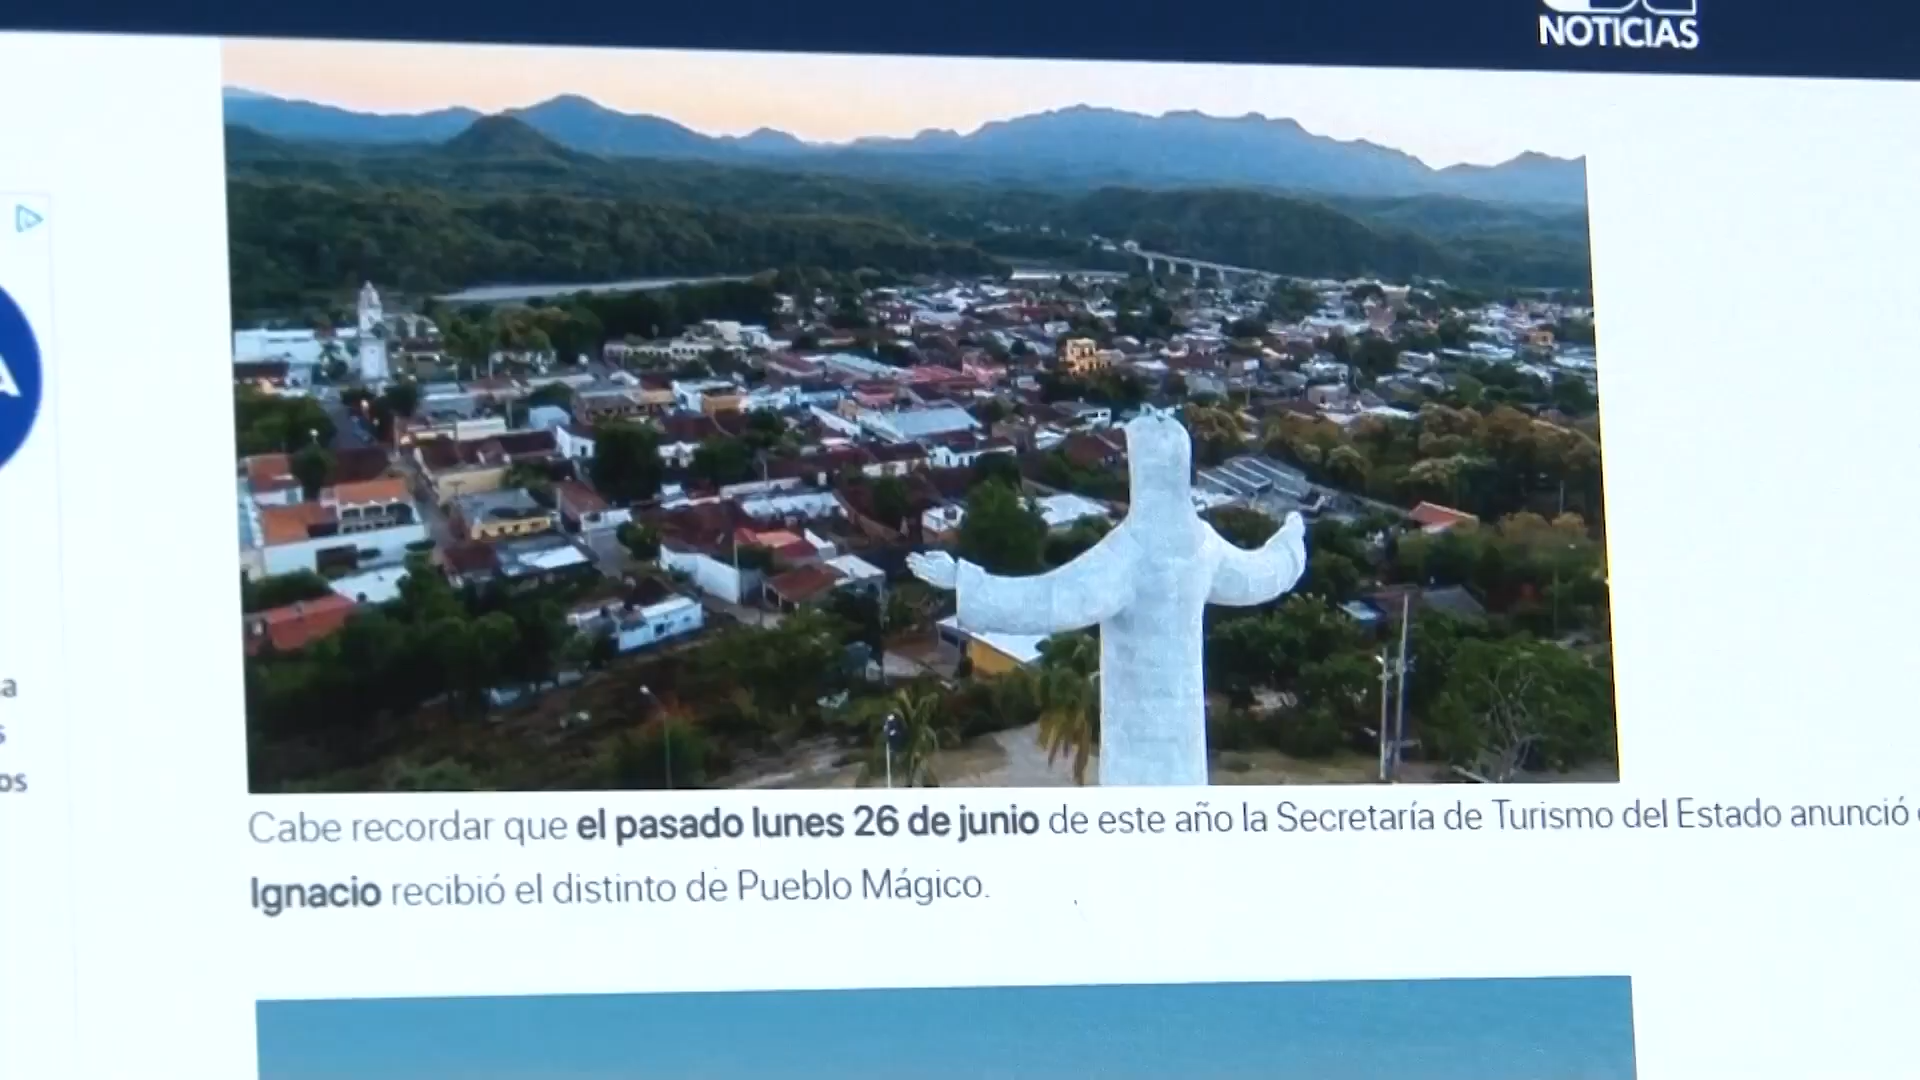 NOTICIAS
Cabe recordar que el pasado lunes 26 de junio de este año la Secretaría de Turismo del Estado anunció
Ignacio recibió el distinto de Pueblo Mágico.